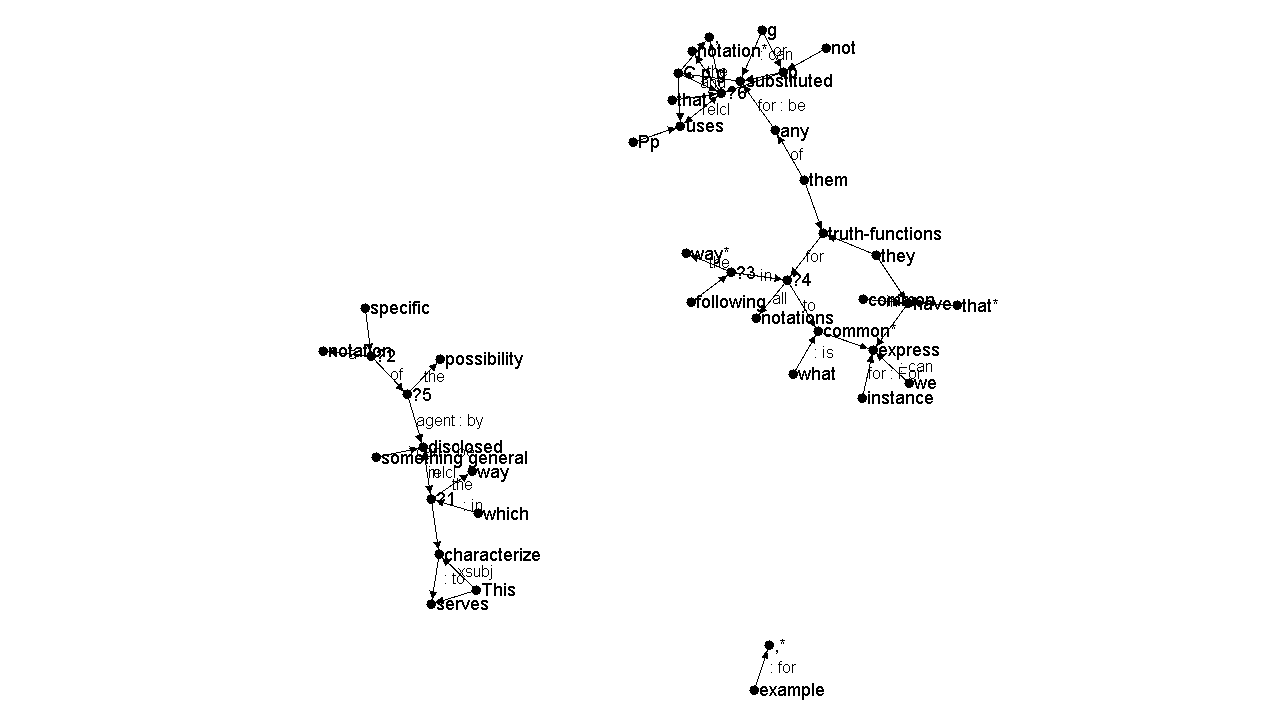 g
,
notation* or
: can
not
C p g
the
p
substituted
and
?6
that
relcl
for : be
uses
any
Pp
of
them
truth-functions
way*
the
for
they
?3
in
?4
following
all
to
common
have
that*
notations
common*
specific
: is
express
notation
?2
possibility
can
of
the
what
for : For
we
?5
instance
agent : by
disclosed
something general
relcl
way
the
?1
: in
which
characterize
xsubj
: to
This
serves
,*
: for
example